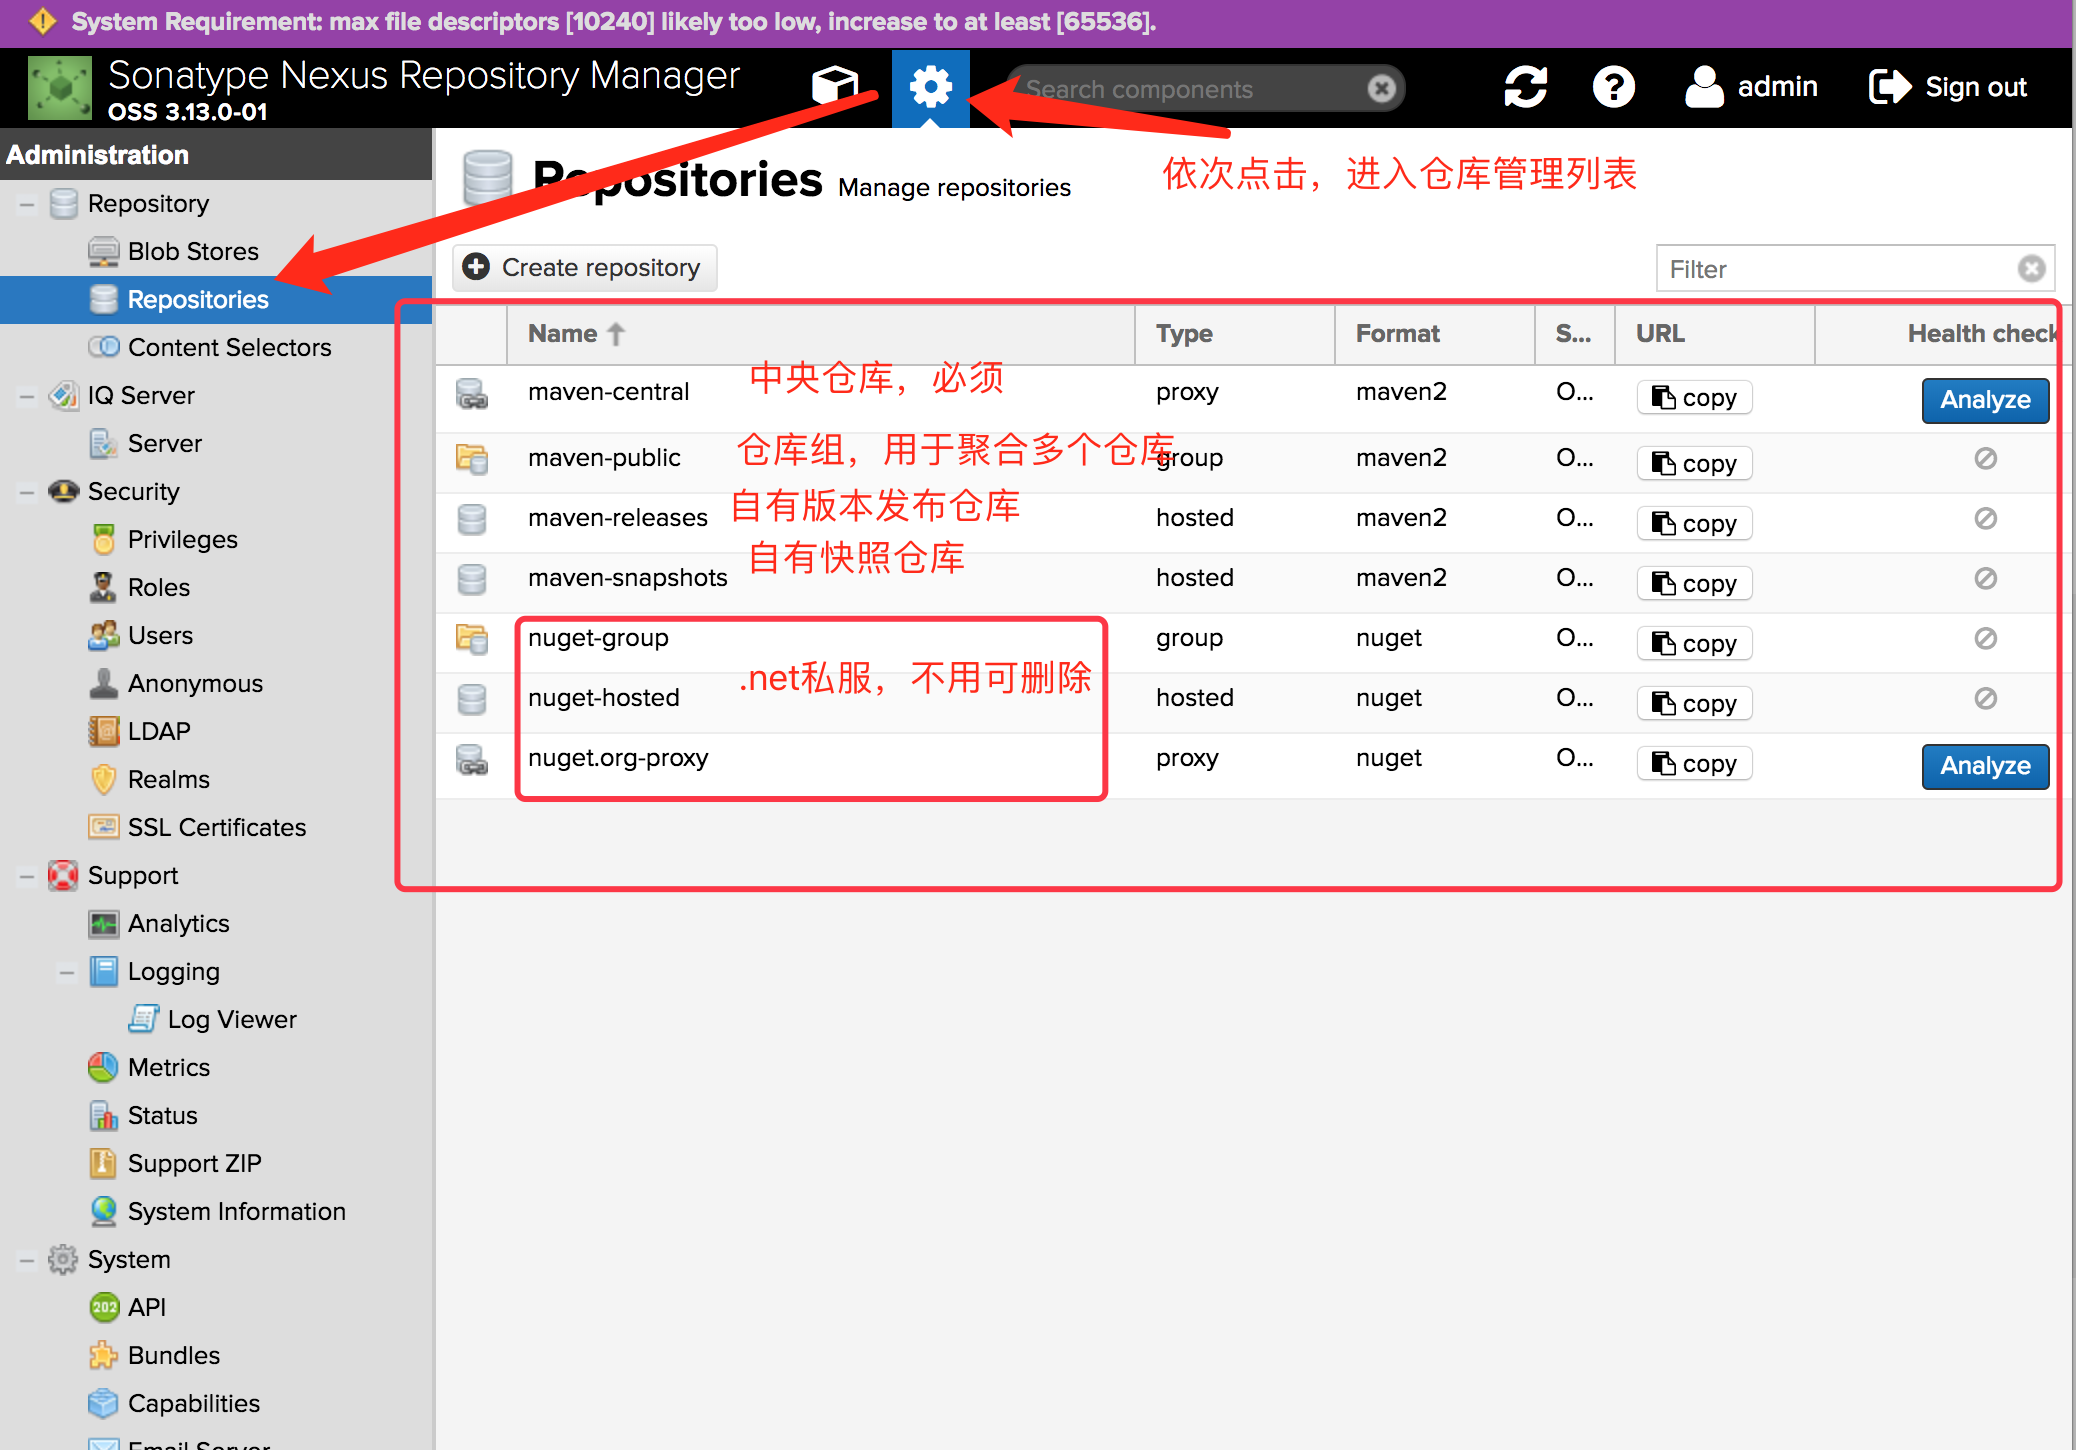 System Requirement: max file descriptors [10240] likely too low, increase to at least [65536].
Sonatype Nexus Repository Manager
OSS 3.13.0-01
Search components
admin
Sign out
Administration
Repository
Blob Stores
Repositories
Content Selectors
IQ Server
Server
Security
Privileges
Roles
Users
Anonymous
LDAP
Realms
SSL Certificates
Support
Analytics
Logging
Log Viewer
Metrics
Status
Support ZIP
System Information
System
202 API
Bundles
Capabilities
Email Server
Repositories Manage repositories
依次点击，进入仓库管理列表
Create repository
Filter
Name Type Format S... URL Health check
maven-central 中央仓库，必须 proxy maven2 O... copy Analyze
maven-public 仓库组，用于聚合多个仓库 group maven2 O... copy
maven-releases 自有版本发布仓库 hosted maven2 O... copy
maven-snapshots 自有快照仓库 hosted maven2 O... copy
nuget-group group nuget O... copy
.net私服，不用可删除
nuget-hosted hosted nuget O... copy
nuget.org-proxy proxy nuget O... copy Analyze